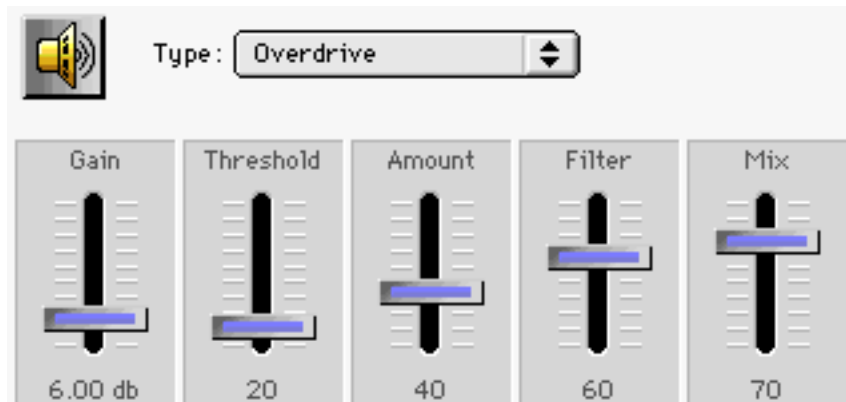 Type: Overdrive
Gain Threshold Amount Filter Mix
6.00 db 20 40 60 70